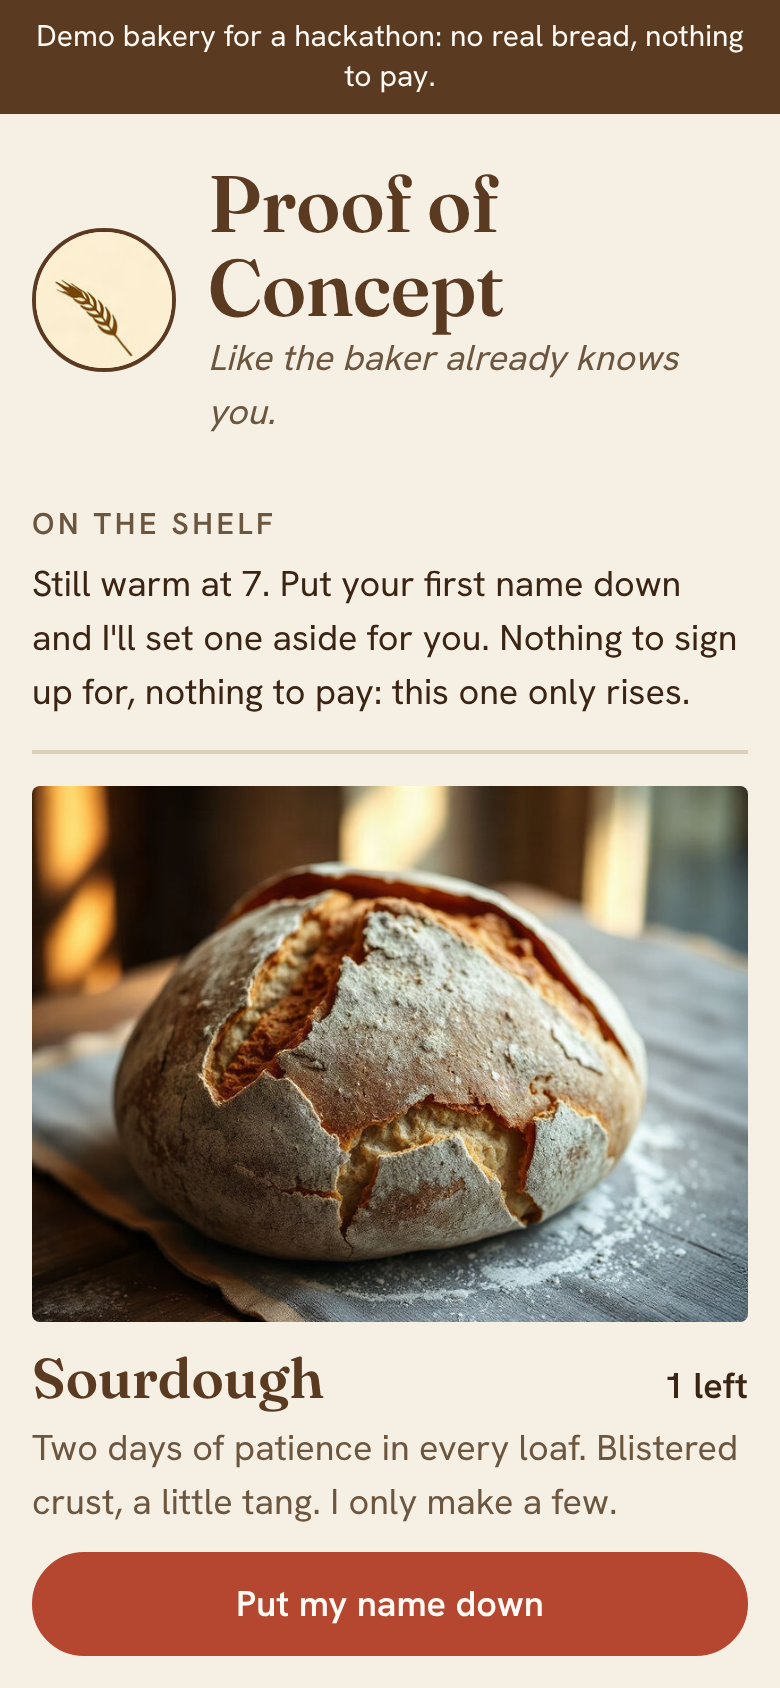 Demo bakery for a hackathon: no real bread, nothing
to pay.
Proof of
Concept
Like the baker already knows
you.
ON THE SHELF
Still warm at 7. Put your first name down
and I'll set one aside for you. Nothing to sign
up for, nothing to pay: this one only rises.
Sourdough
1 left
Two days of patience in every loaf. Blistered
crust, a little tang. I only make a few.
Put my name down